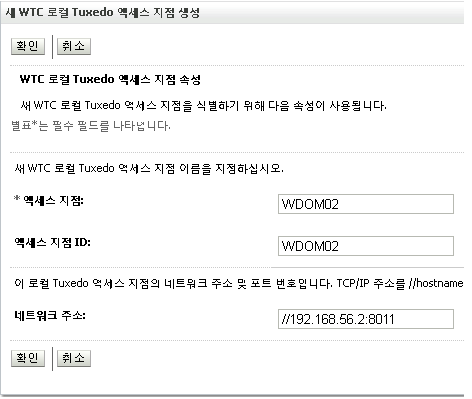 새 WTC 로컬 Tuxedo 액세스 지점 생성
확인 취소
WTC 로컬 Tuxedo 액세스 지점 속성
새 WTC 로컬 Tuxedo 액세스 지점을 식별하기 위해 다음 속성이 사용됩니다.
별표*는 필수 필드를 나타냅니다.
새 WTC 로컬 Tuxedo 액세스 지점 이름을 지정하십시오.
* 액세스 지점: WDOM02
액세스 지점 ID: WDOM02
이 로컬 Tuxedo 액세스 지점의 네트워크 주소 및 포트 번호입니다. TCP/IP 주소를 //hostname
네트워크 주소: //192.168.56.2:8011
확인 취소